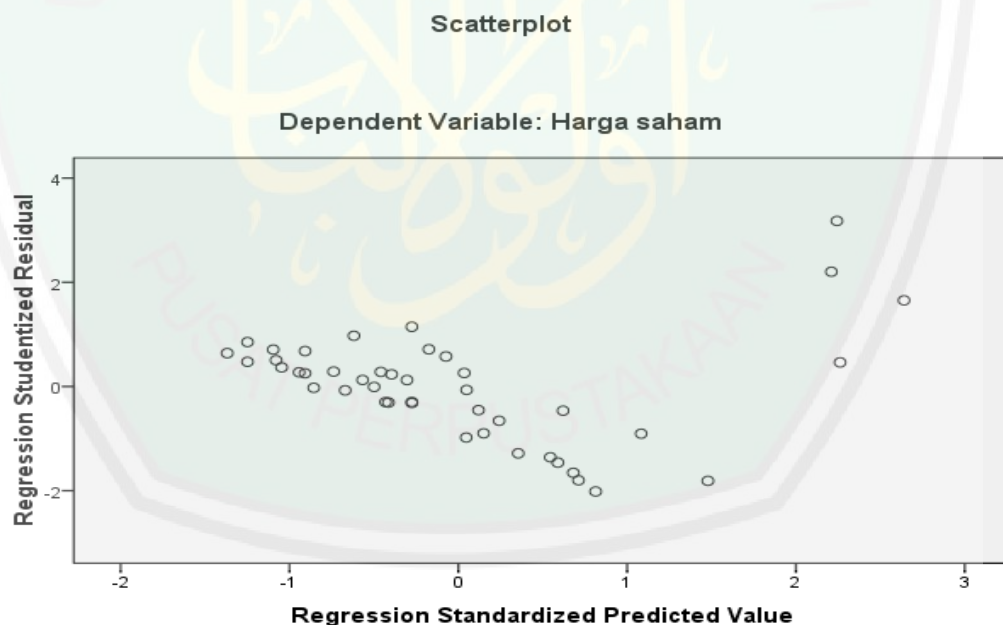 Scatterplot
Dependent Variable: Harga saham
Regression Studentized Residual
4
2
0
-2
-2 -1 0 1 2 3
Regression Standardized Predicted Value
PUSAT PERPUSTAKAAN